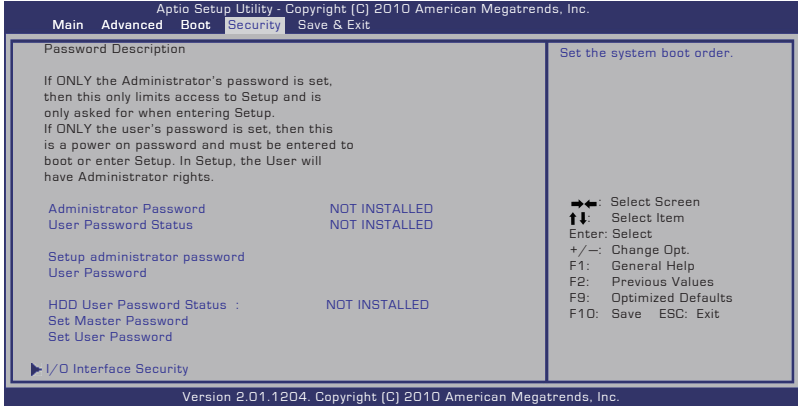 Aptio Setup Utility - Copyright (C) 2010 American Megatrends, Inc.
Main Advanced Boot Security Save & Exit
Password Description
If ONLY the Administrator's password is set,
then this only limits access to Setup and is
only asked for when entering Setup.
If ONLY the user's password is set, then this
is a power on password and must be entered to
boot or enter Setup. In Setup, the User will
have Administrator rights.
Administrator Password NOT INSTALLED
User Password Status NOT INSTALLED
Setup administrator password
User Password
HDD User Password Status : NOT INSTALLED
Set Master Password
Set User Password
I/O Interface Security
Set the system boot order.
→←: Select Screen
↑↓: Select Item
Enter: Select
+/—: Change Opt.
F1: General Help
F2: Previous Values
F9: Optimized Defaults
F10: Save ESC: Exit
Version 2.01.1204. Copyright (C) 2010 American Megatrends, Inc.